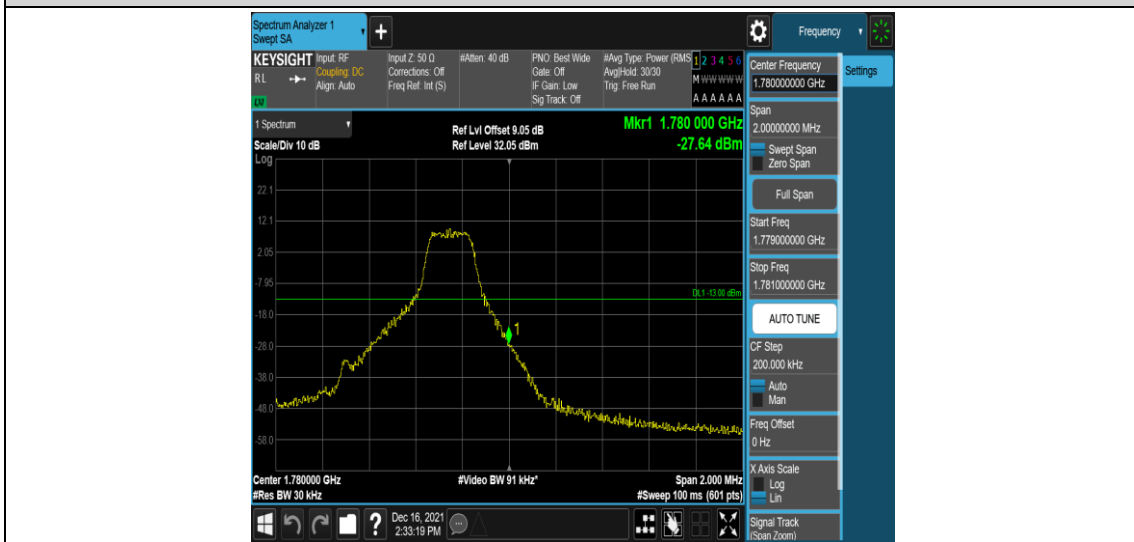 Spectrum Analyzer 1
Swept SA
+
Frequency
KEYSIGHT
RL
LXI
Input: RF
Coupling: DC
Align: Auto
Input Z: 50 Ω
Corrections: Off
Freq Ref: Int (S)
#Atten: 40 dB
PNO: Best Wide
Gate: Off
IF Gain: Low
Sig Track: Off
#Avg Type: Power (RMS
Avg|Hold: 30/30
Trig: Free Run
1 2 3 4 5 6
M W W W W W
A A A A A A
Center Frequency
1.780000000 GHz
Settings
Span
2.00000000 MHz
Swept Span
Zero Span
Full Span
Start Freq
1.779000000 GHz
Stop Freq
1.781000000 GHz
AUTO TUNE
CF Step
200.000 kHz
Auto
Man
Freq Offset
0 Hz
X Axis Scale
Log
Lin
Signal Track
(Span Zoom)
1 Spectrum
Scale/Div 10 dB
Log
Ref Lvl Offset 9.05 dB
Ref Level 32.05 dBm
Mkr1 1.780 000 GHz
-27.64 dBm
22.1
12.1
2.05
-7.95
-18.0
-28.0
-38.0
-48.0
-58.0
DL1 -13.00 dBm
1
Center 1.780000 GHz
#Res BW 30 kHz
#Video BW 91 kHz*
Span 2.000 MHz
#Sweep 100 ms (601 pts)
?
Dec 16, 2021
2:33:19 PM